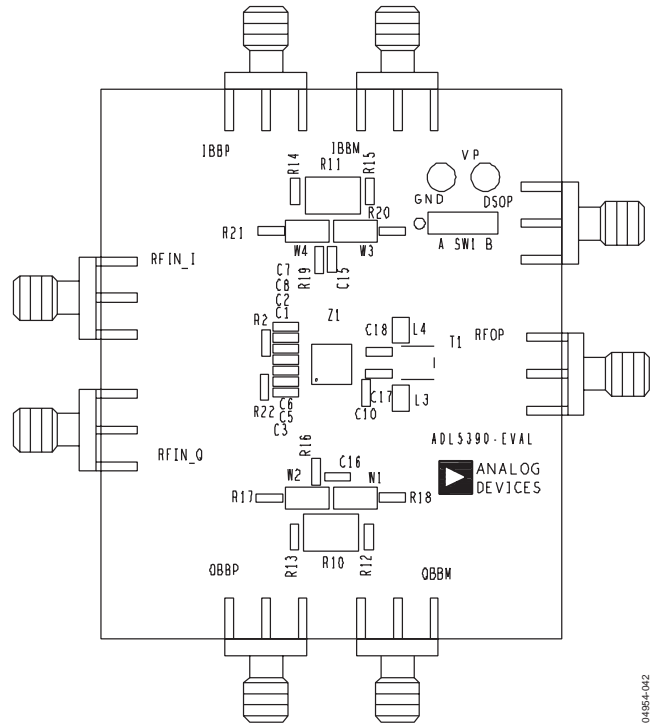 IBBP
IBBM
R14
R11
R15
VP
GND
DSOP
R20
R21
W4
W3
A SW1 B
RFIN_I
C7
C8
C2
C1
R19
C15
R2
Z1
C18
L4
T1
RFOP
R22
C6
C5
C3
C17
C10
L3
RFIN_Q
R16
C16
ADL5390-EVAL
ANALOG
DEVICES
W2
W1
R17
R18
R13
R10
R12
QBBP
QBBM
04954-042